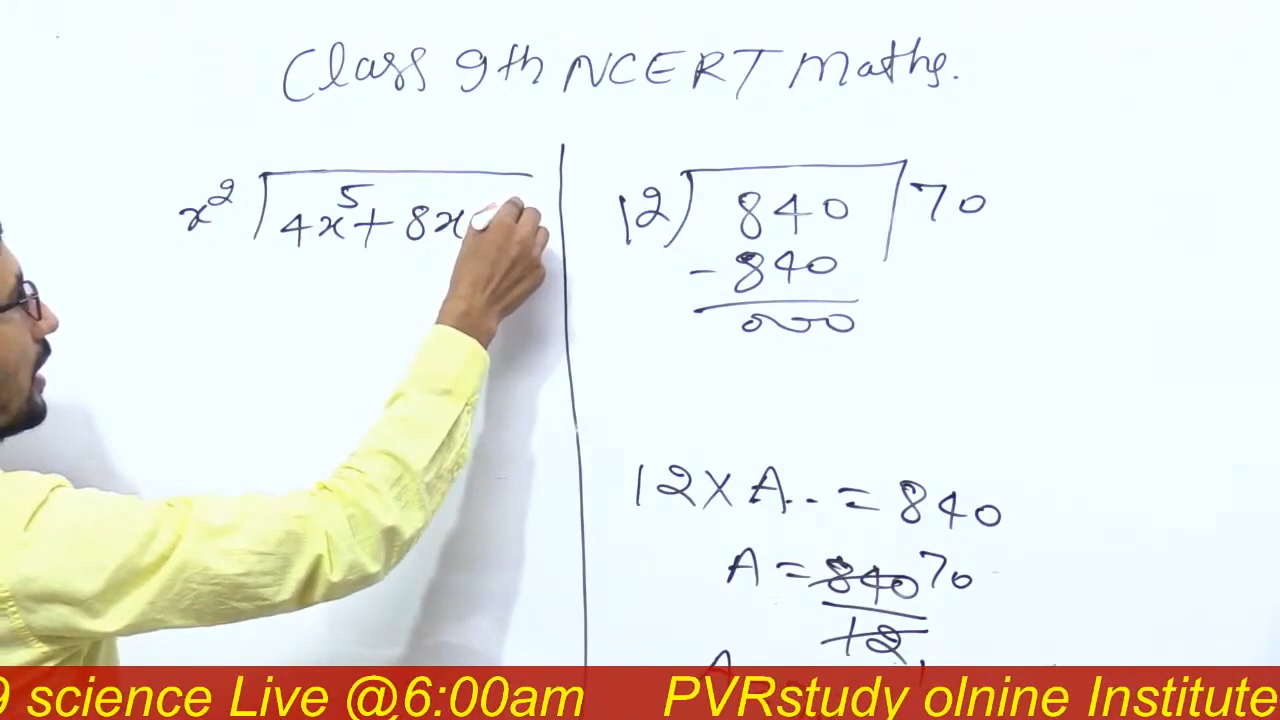 Class 9th NCERT Maths.
x² ) 4x⁵ + 8x
12 ) 840 ) 70
- 840
000
12 X A.. = 840
A = 840 70
12
A
9 science Live @6:00am PVRstudy olnine Institute